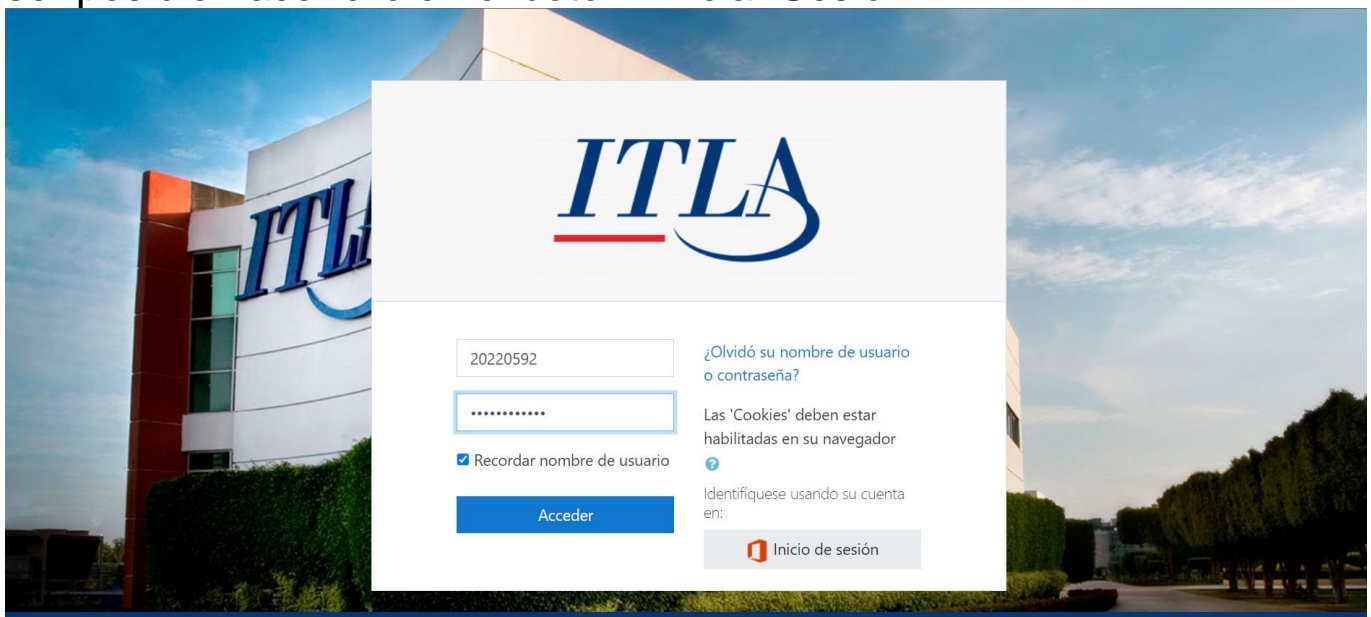 ITLA
ITLA
20220592
¿Olvidó su nombre de usuario
o contraseña?
••••••••••••
Las 'Cookies' deben estar
habilitadas en su navegador
Recordar nombre de usuario
Identifíquese usando su cuenta
en:
Acceder
Inicio de sesión